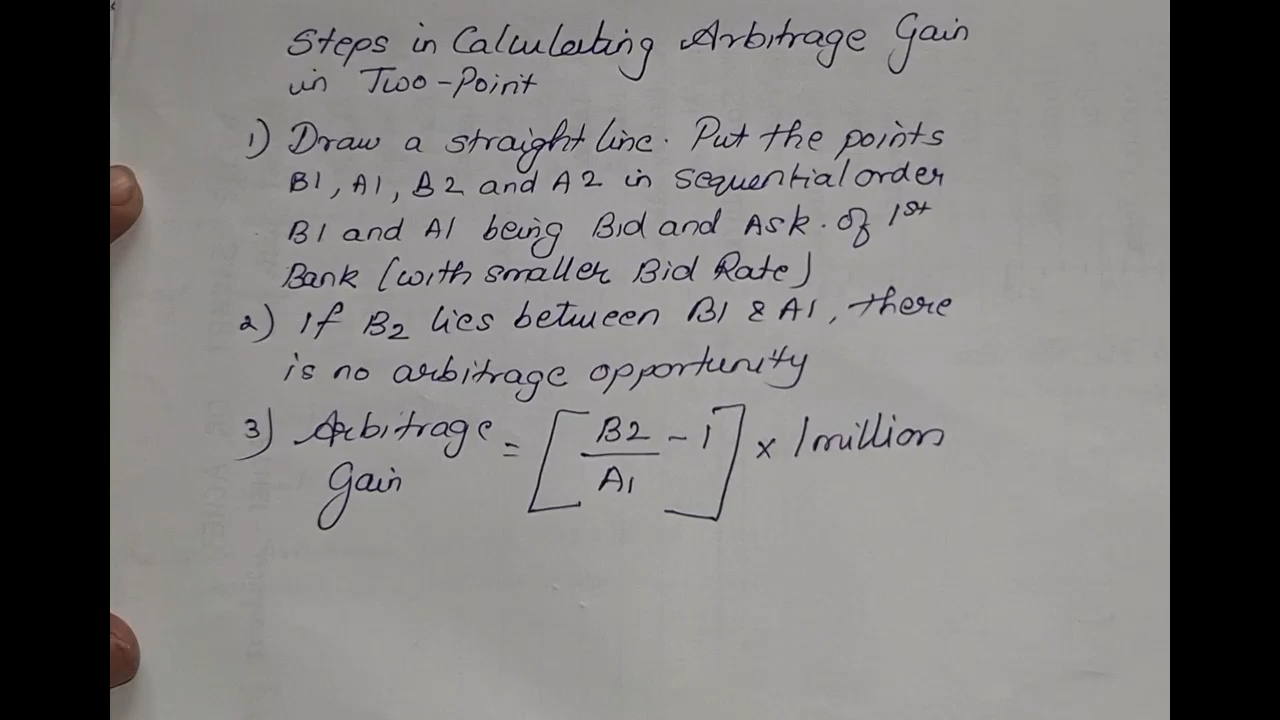 Steps in Calculating Arbitrage Gain
in Two-Point
1) Draw a straight line. Put the points
B1, A1, B2 and A2 in sequential order
B1 and A1 being Bid and Ask. of 1st
Bank (with smaller Bid Rate)
2) If B2 lies between B1 & A1, there
is no arbitrage opportunity
3) Arbitrage Gain = [B2/A1 - 1] x 1 million